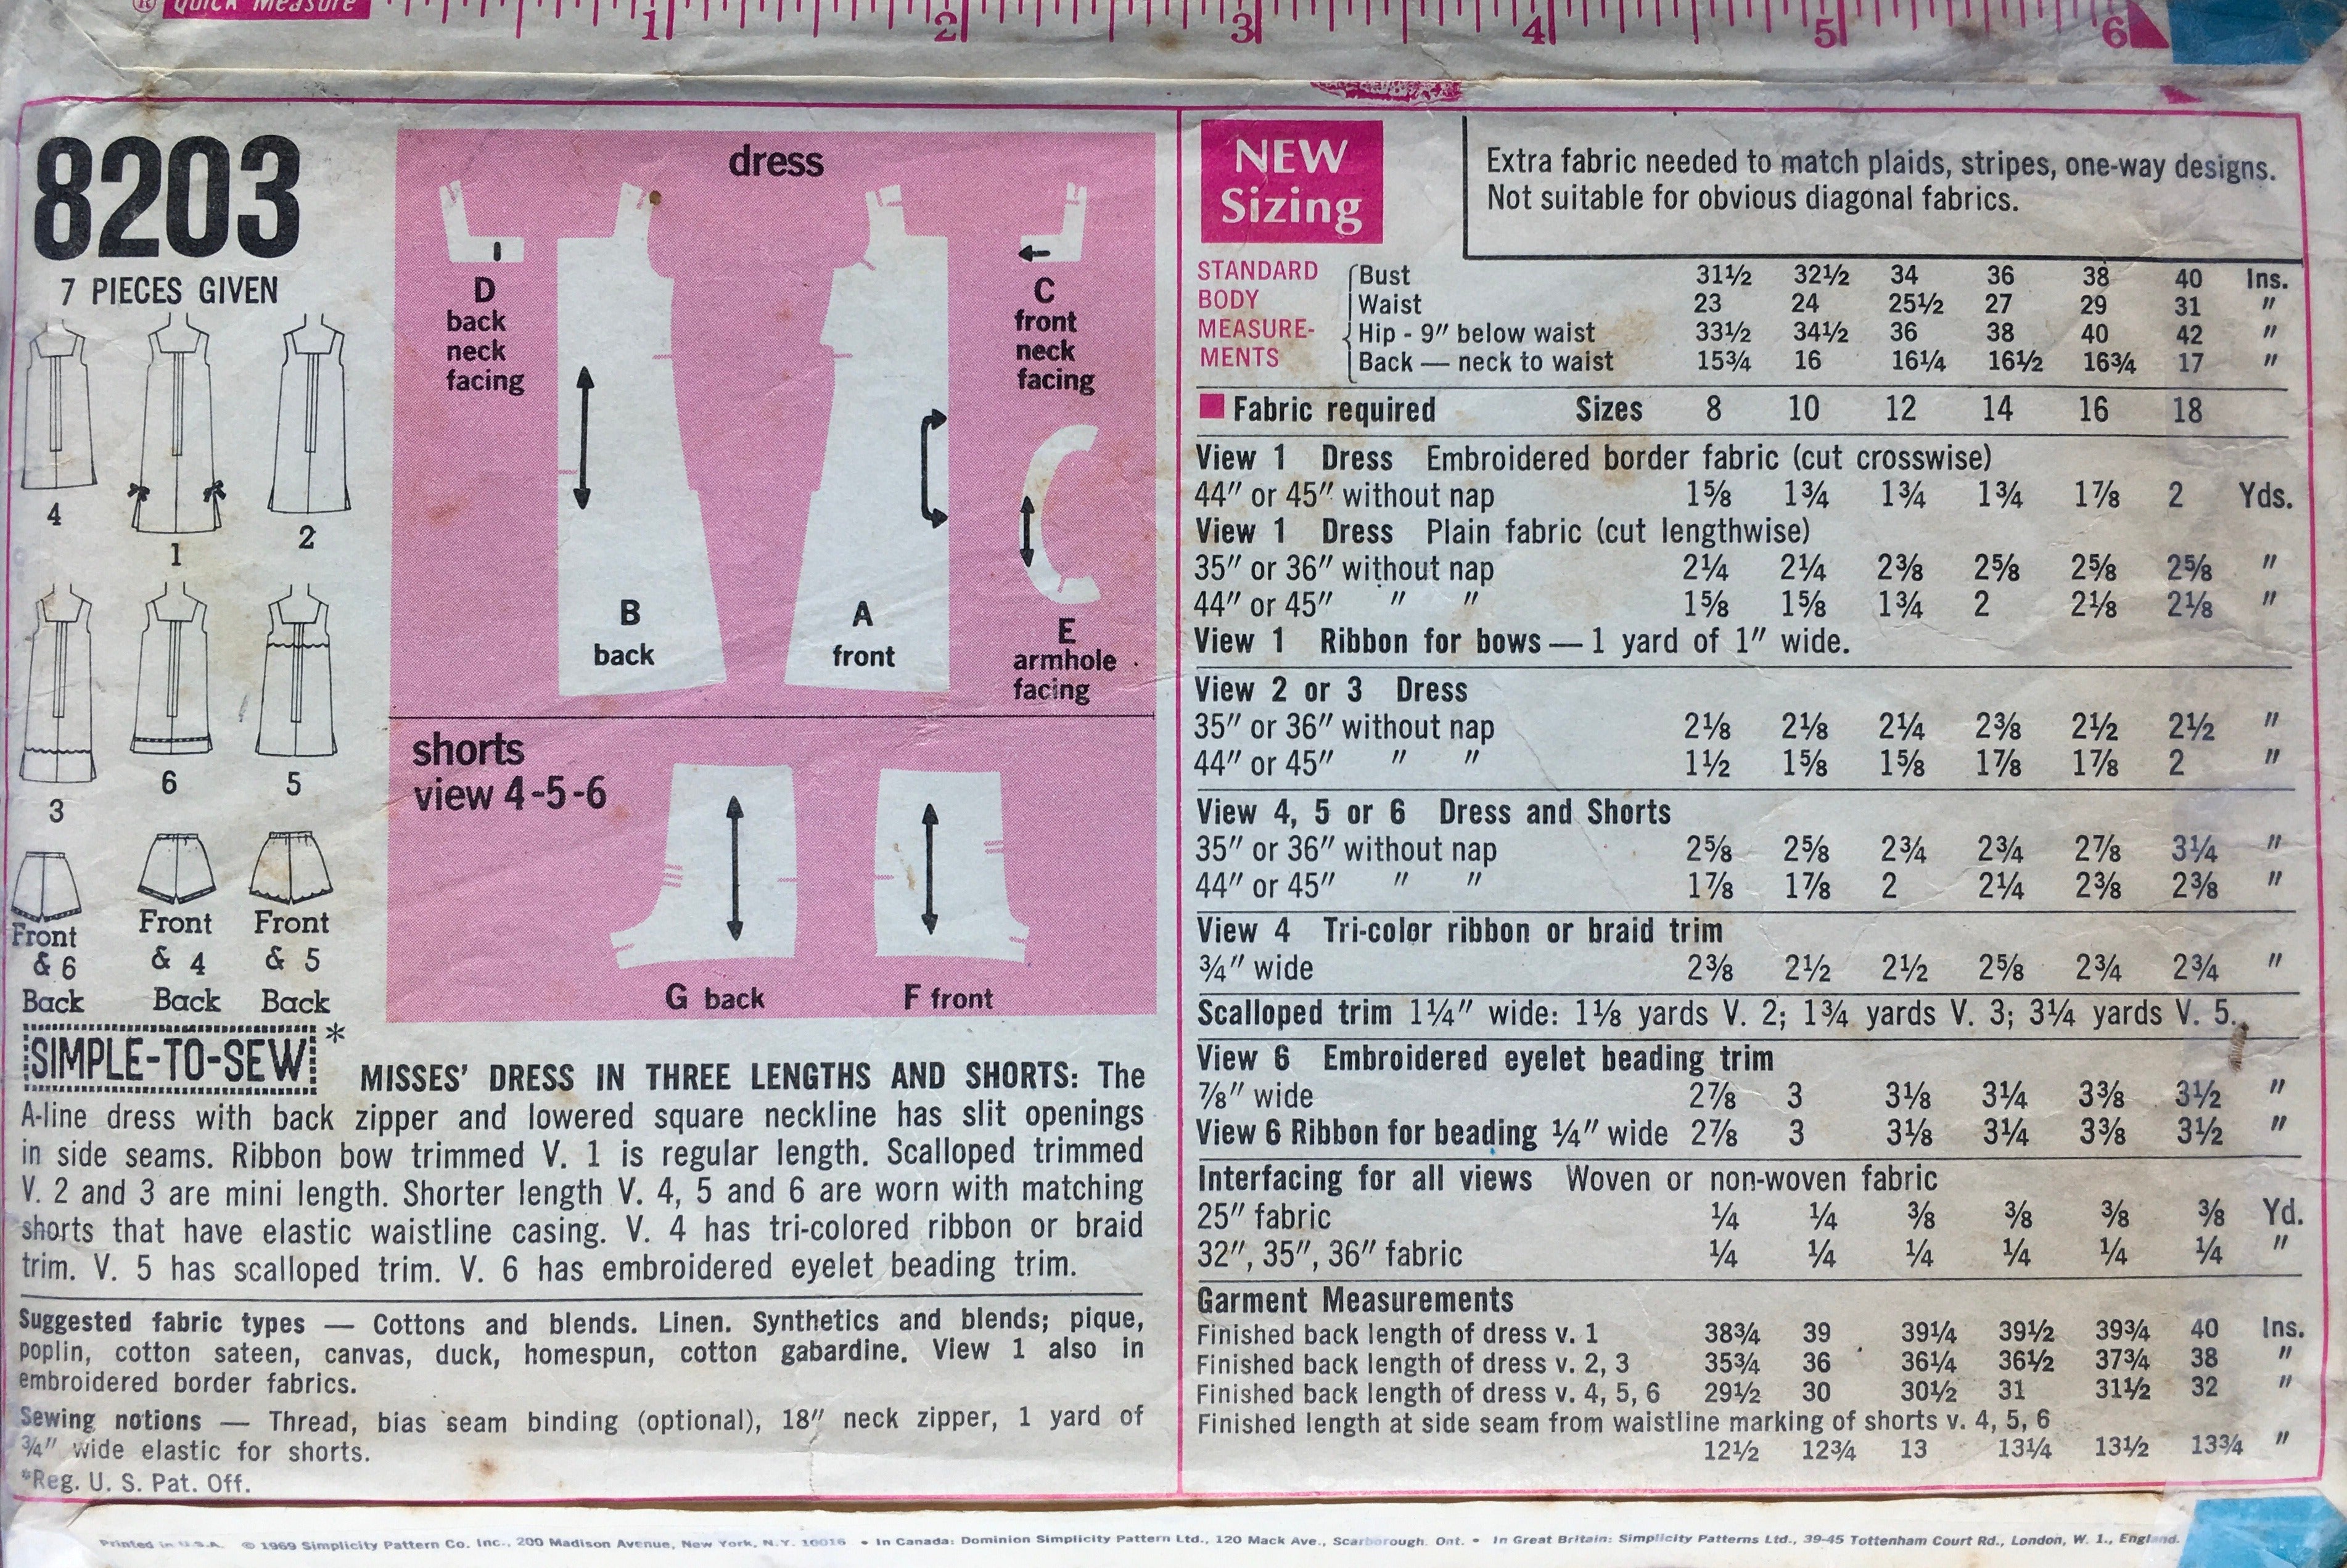 ® Quick Measure
1 2 3 4 5 6
8203
7 PIECES GIVEN
4
1
2
3
6
5
Front
& 6
Back
Front
& 4
Back
Front
& 5
Back
dress
D
back
neck
facing
C
front
neck
facing
B
back
A
front
E
armhole
facing
shorts
view 4-5-6
G back
F front
SIMPLE-TO-SEW*
MISSES' DRESS IN THREE LENGTHS AND SHORTS: The
A-line dress with back zipper and lowered square neckline has slit openings
in side seams. Ribbon bow trimmed V. 1 is regular length. Scalloped trimmed
V. 2 and 3 are mini length. Shorter length V. 4, 5 and 6 are worn with matching
shorts that have elastic waistline casing. V. 4 has tri-colored ribbon or braid
trim. V. 5 has scalloped trim. V. 6 has embroidered eyelet beading trim.
Suggested fabric types — Cottons and blends. Linen. Synthetics and blends; pique,
poplin, cotton sateen, canvas, duck, homespun, cotton gabardine. View 1 also in
embroidered border fabrics.
Sewing notions — Thread, bias seam binding (optional), 18" neck zipper, 1 yard of
¾" wide elastic for shorts.
*Reg. U. S. Pat. Off.
NEW
Sizing
Extra fabric needed to match plaids, stripes, one-way designs.
Not suitable for obvious diagonal fabrics.
STANDARD
BODY
MEASURE-
MENTS
Bust 31½ 32½ 34 36 38 40 Ins.
Waist 23 24 25½ 27 29 31 "
Hip - 9" below waist 33½ 34½ 36 38 40 42 "
Back — neck to waist 15¾ 16 16¼ 16½ 16¾ 17 "
Fabric required Sizes 8 10 12 14 16 18
View 1 Dress Embroidered border fabric (cut crosswise)
44" or 45" without nap 1⅝ 1¾ 1¾ 1¾ 1⅞ 2 Yds.
View 1 Dress Plain fabric (cut lengthwise)
35" or 36" without nap 2¼ 2¼ 2⅜ 2⅝ 2⅝ 2⅝ "
44" or 45" " " 1⅝ 1⅝ 1¾ 2 2⅛ 2⅛ "
View 1 Ribbon for bows — 1 yard of 1" wide.
View 2 or 3 Dress
35" or 36" without nap 2⅛ 2⅛ 2¼ 2⅜ 2½ 2½ "
44" or 45" " " 1½ 1⅝ 1⅝ 1⅞ 1⅞ 2 "
View 4, 5 or 6 Dress and Shorts
35" or 36" without nap 2⅝ 2⅝ 2¾ 2¾ 2⅞ 3¼ "
44" or 45" " " 1⅞ 1⅞ 2 2¼ 2⅜ 2⅜ "
View 4 Tri-color ribbon or braid trim
¾" wide 2⅜ 2½ 2½ 2⅝ 2¾ 2¾ "
Scalloped trim 1¼" wide: 1⅛ yards V. 2; 1¾ yards V. 3; 3¼ yards V. 5.
View 6 Embroidered eyelet beading trim
⅞" wide 2⅞ 3 3⅛ 3¼ 3⅜ 3½ "
View 6 Ribbon for beading ¼" wide 2⅞ 3 3⅛ 3¼ 3⅜ 3½ "
Interfacing for all views Woven or non-woven fabric
25" fabric ¼ ¼ ⅜ ⅜ ⅜ ⅜ Yd.
32", 35", 36" fabric ¼ ¼ ¼ ¼ ¼ ¼ "
Garment Measurements
Finished back length of dress v. 1 38¾ 39 39¼ 39½ 39¾ 40 Ins.
Finished back length of dress v. 2, 3 35¾ 36 36¼ 36½ 37¾ 38 "
Finished back length of dress v. 4, 5, 6 29½ 30 30½ 31 31½ 32 "
Finished length at side seam from waistline marking of shorts v. 4, 5, 6
12½ 12¾ 13 13¼ 13½ 13¾ "
Printed in U.S.A. © 1969 Simplicity Pattern Co. Inc., 200 Madison Avenue, New York, N.Y. 10016 • In Canada: Dominion Simplicity Pattern Ltd., 120 Mack Ave., Scarborough. Ont. • In Great Britain: Simplicity Patterns Ltd., 39-45 Tottenham Court Rd., London, W. 1., England.